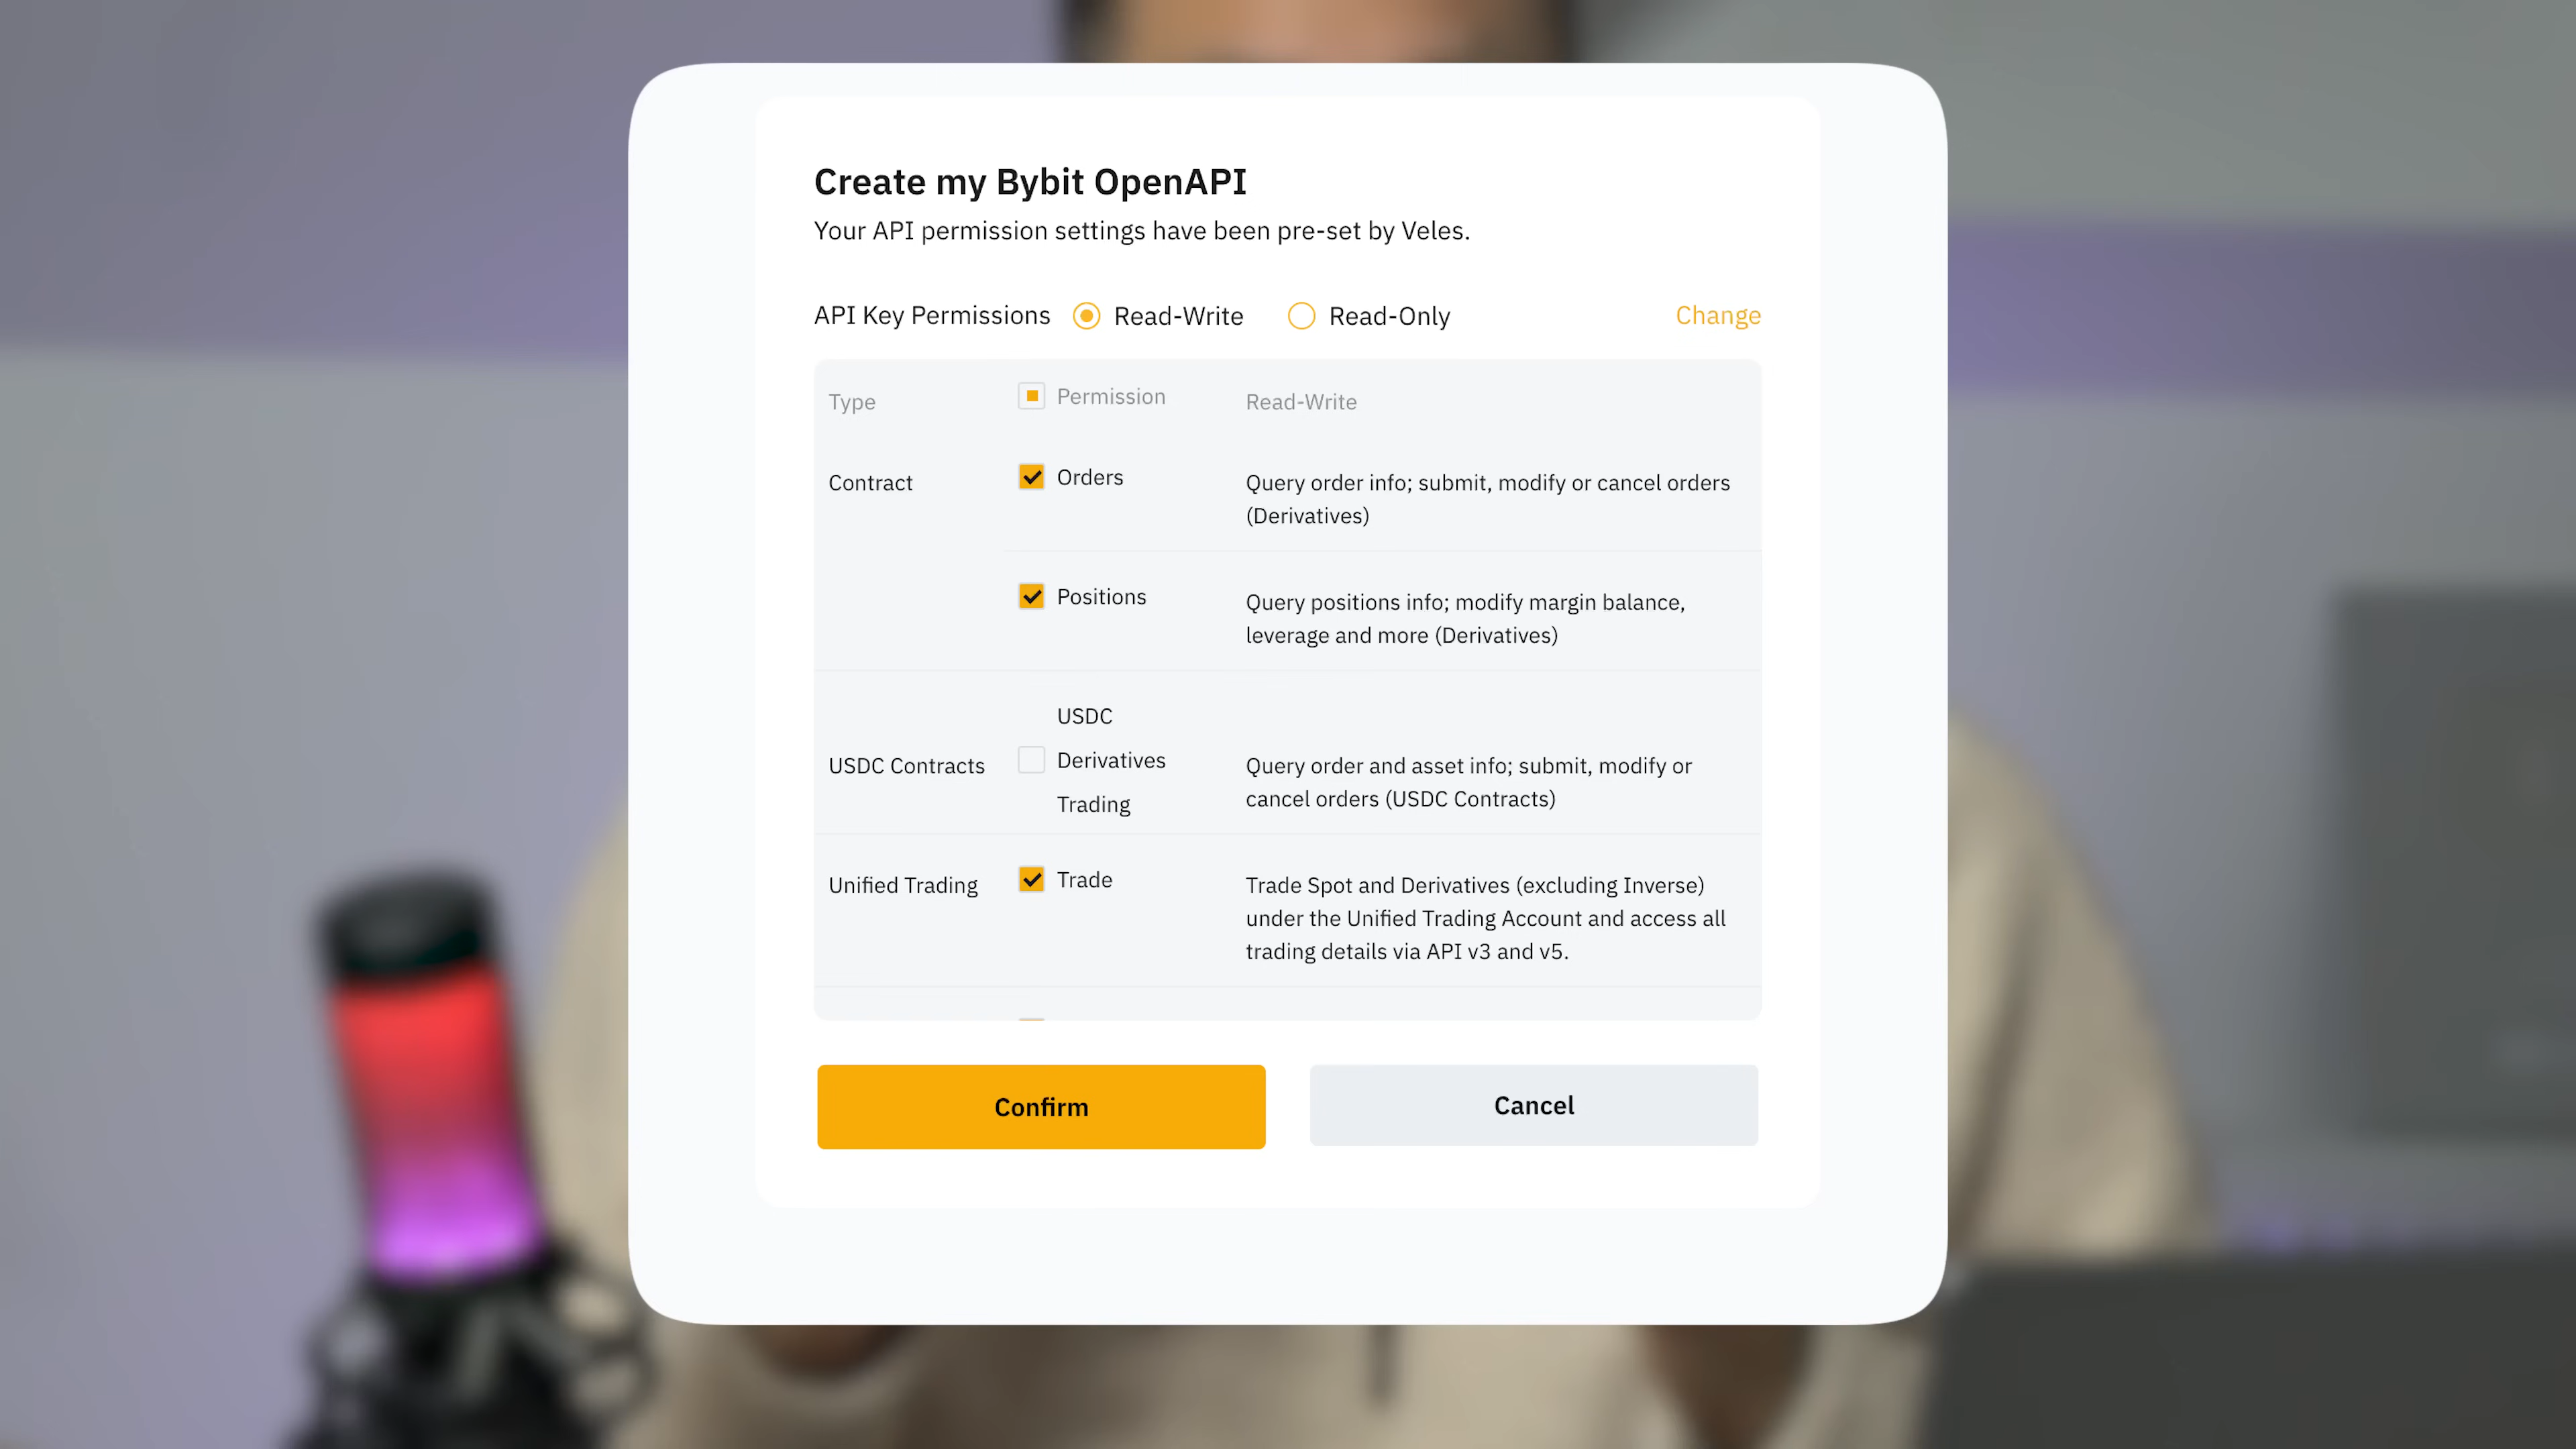 Create my Bybit OpenAPI
Your API permission settings have been pre-set by Veles.
API Key Permissions Read-Write Read-Only Change
Type Permission Read-Write
Contract Orders Query order info; submit, modify or cancel orders
(Derivatives)
Positions Query positions info; modify margin balance,
leverage and more (Derivatives)
USDC
Derivatives
Trading
USDC Contracts Query order and asset info; submit, modify or
cancel orders (USDC Contracts)
Unified Trading Trade Trade Spot and Derivatives (excluding Inverse)
under the Unified Trading Account and access all
trading details via API v3 and v5.
Confirm Cancel